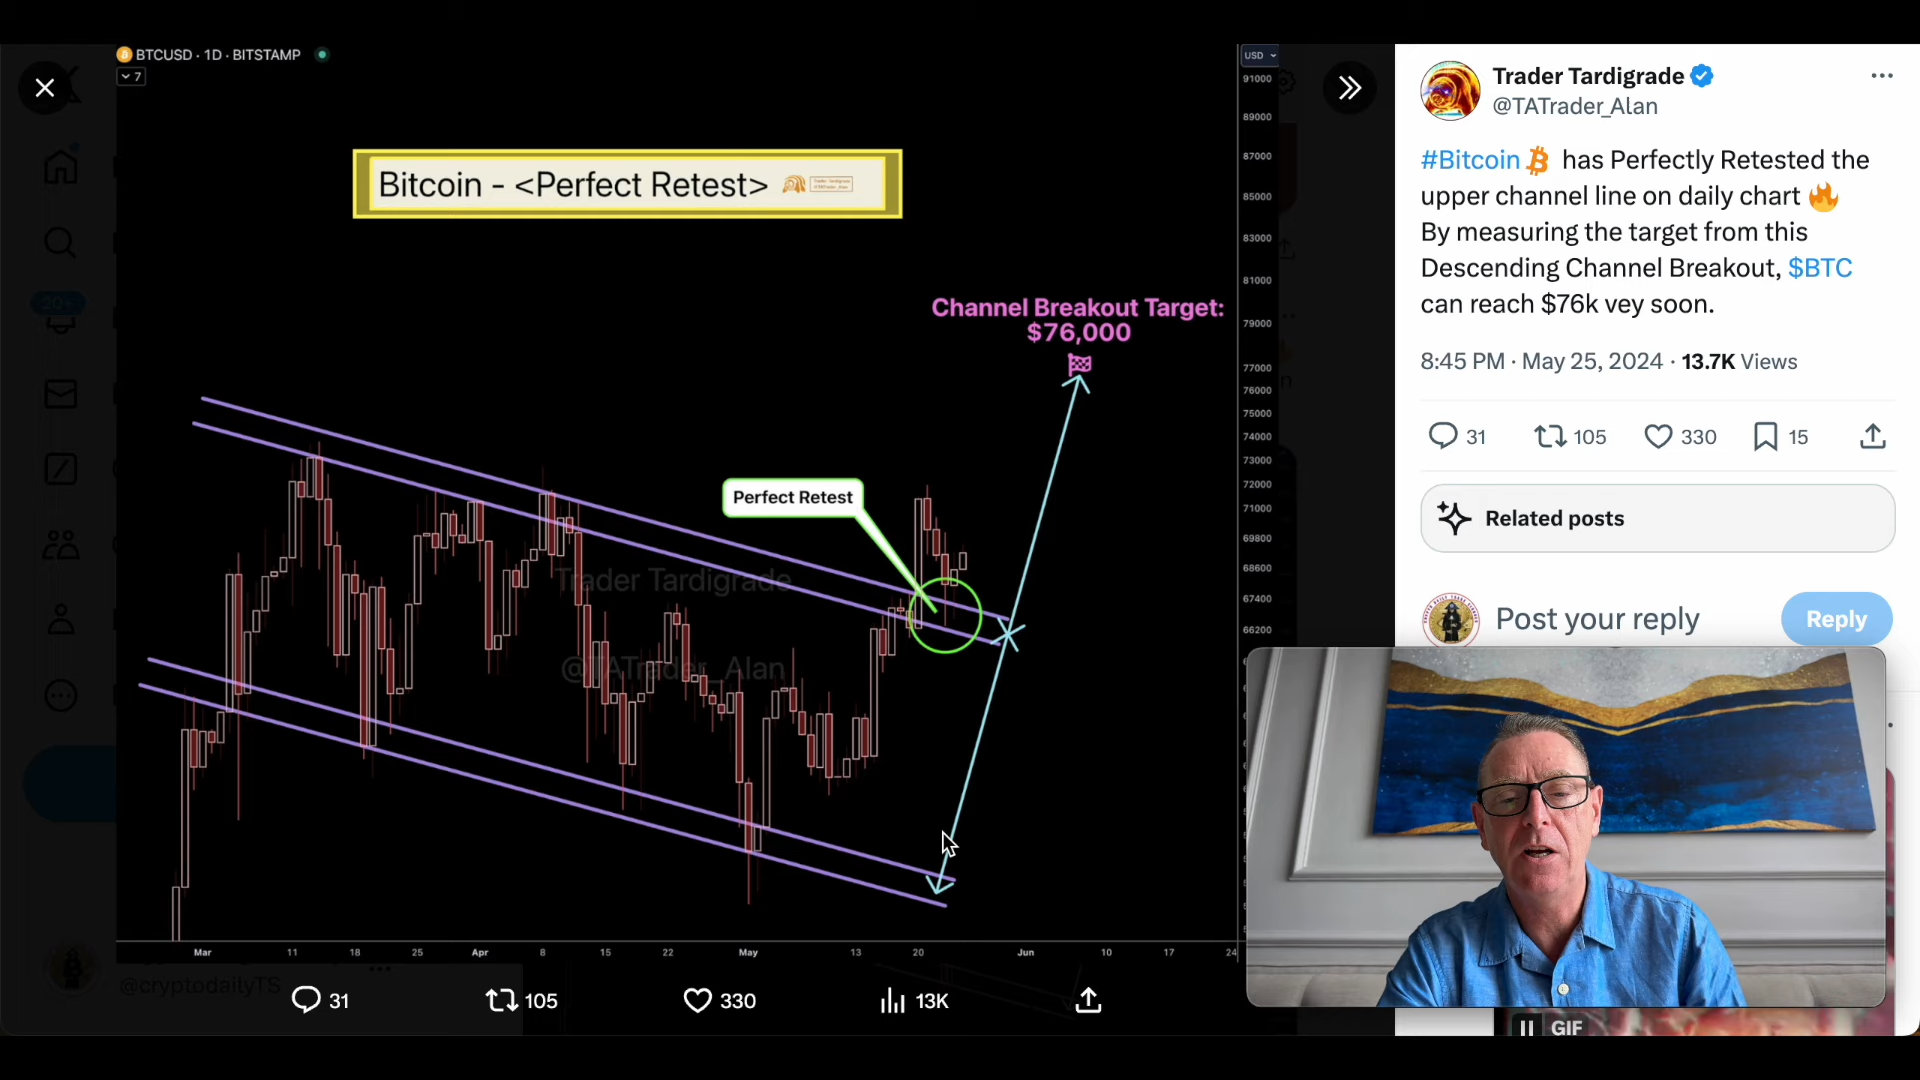 BTCUSD · 1D · BITSTAMP
7
Bitcoin - <Perfect Retest>
Channel Breakout Target:
$76,000
Perfect Retest
Trader Tardigrade
@TATrader_Alan
USD
91000
89000
87000
85000
83000
81000
79000
77000
76000
75000
74000
73000
72000
71000
69800
68600
67400
66200
Mar
11
18
25
Apr
8
15
22
May
13
20
Jun
10
17
24
20+
@cryptodailyTS
31
105
330
13K
Trader Tardigrade
@TATrader_Alan
#Bitcoin has Perfectly Retested the
upper channel line on daily chart
By measuring the target from this
Descending Channel Breakout, $BTC
can reach $76k vey soon.
8:45 PM · May 25, 2024 · 13.7K Views
31
105
330
15
Related posts
Post your reply
Reply
GIF